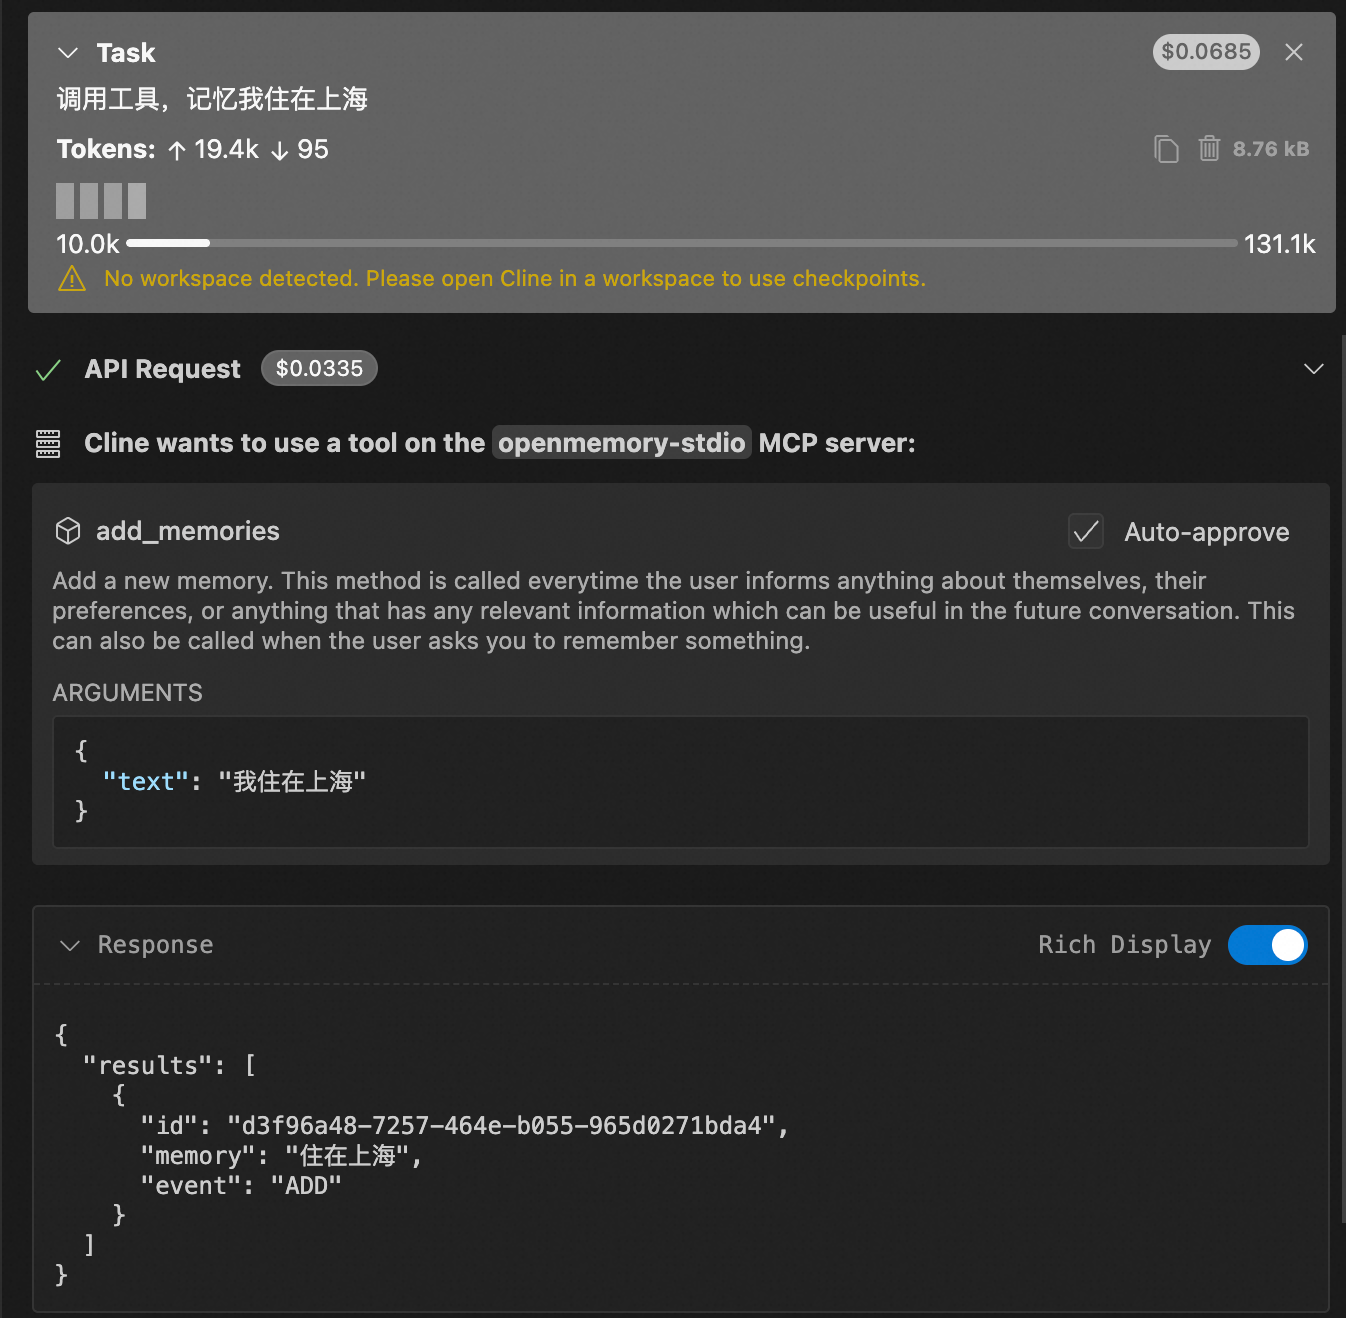 Task
$0.0685
调用工具，记忆我住在上海
Tokens: ↑ 19.4k ↓ 95
8.76 kB
10.0k
131.1k
No workspace detected. Please open Cline in a workspace to use checkpoints.
API Request
$0.0335
Cline wants to use a tool on the openmemory-stdio MCP server:
add_memories
Auto-approve
Add a new memory. This method is called everytime the user informs anything about themselves, their
preferences, or anything that has any relevant information which can be useful in the future conversation. This
can also be called when the user asks you to remember something.
ARGUMENTS
{
  "text": "我住在上海"
}
Response
Rich Display
{
  "results": [
    {
      "id": "d3f96a48-7257-464e-b055-965d0271bda4",
      "memory": "住在上海",
      "event": "ADD"
    }
  ]
}